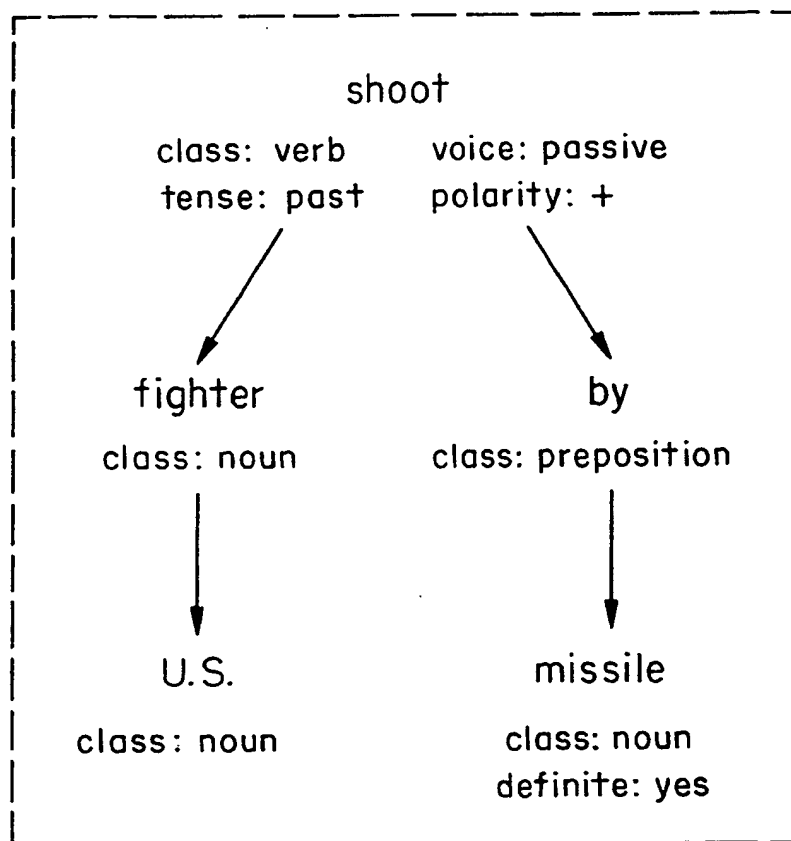 shoot
class: verb voice: passive
tense: past polarity: +
fighter by
class: noun class: preposition
U.S. missile
class: noun class: noun
definite: yes